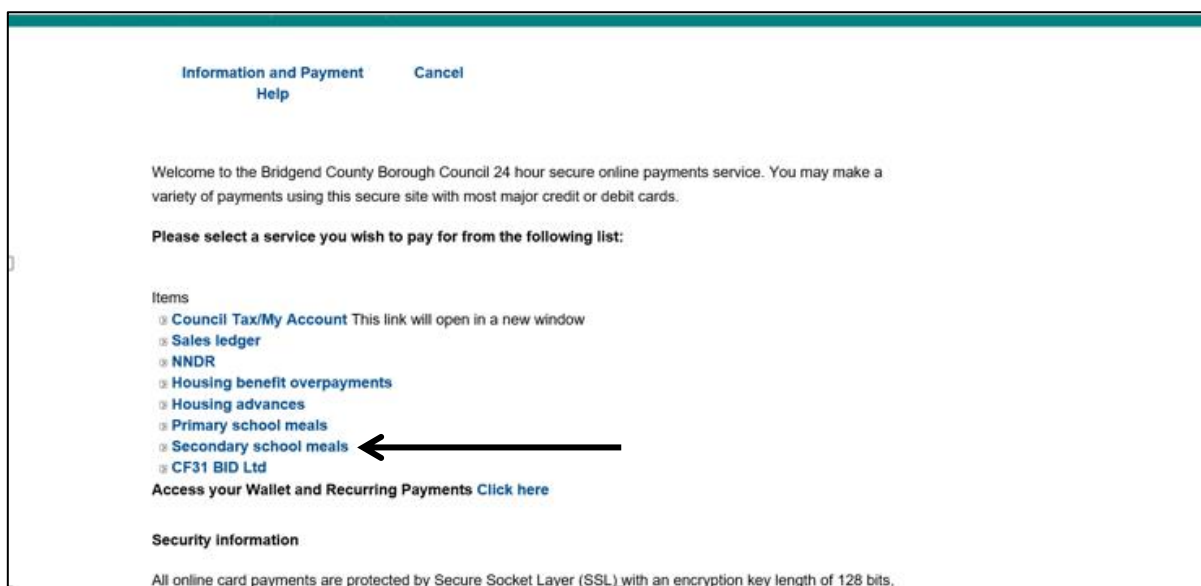 Information and Payment Cancel
Help
Welcome to the Bridgend County Borough Council 24 hour secure online payments service. You may make a
variety of payments using this secure site with most major credit or debit cards.
Please select a service you wish to pay for from the following list:
Items
Council Tax/My Account This link will open in a new window
Sales ledger
NNDR
Housing benefit overpayments
Housing advances
Primary school meals
Secondary school meals
CF31 BID Ltd
Access your Wallet and Recurring Payments Click here
Security information
All online card payments are protected by Secure Socket Layer (SSL) with an encryption key length of 128 bits.